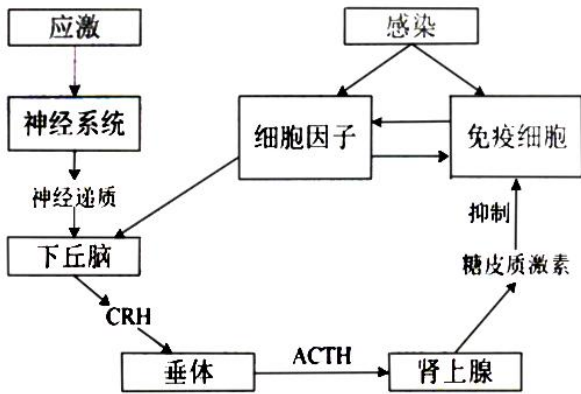 应激
感染
神经系统
细胞因子
免疫细胞
神经递质
抑制
下丘脑
糖皮质激素
CRH
垂体
ACTH
肾上腺